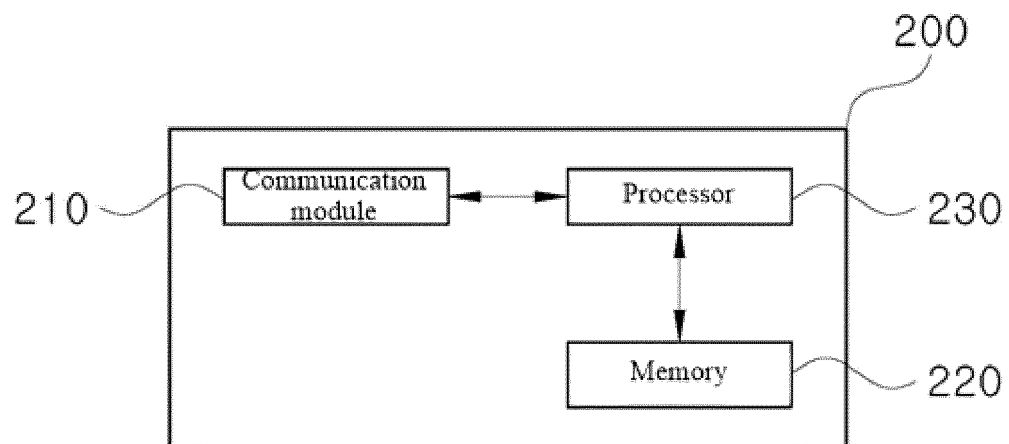 200
Communication
module
Processor
210
230
Memory
220